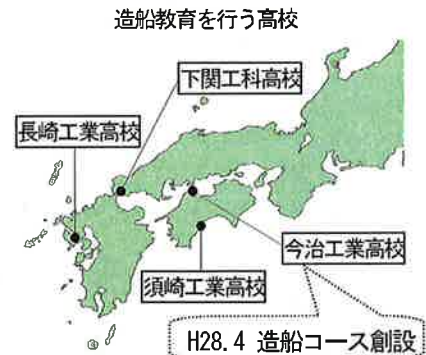 造船教育を行う高校
下関工科高校
長崎工業高校
今治工業高校
須崎工業高校
H28.4 造船コース創設